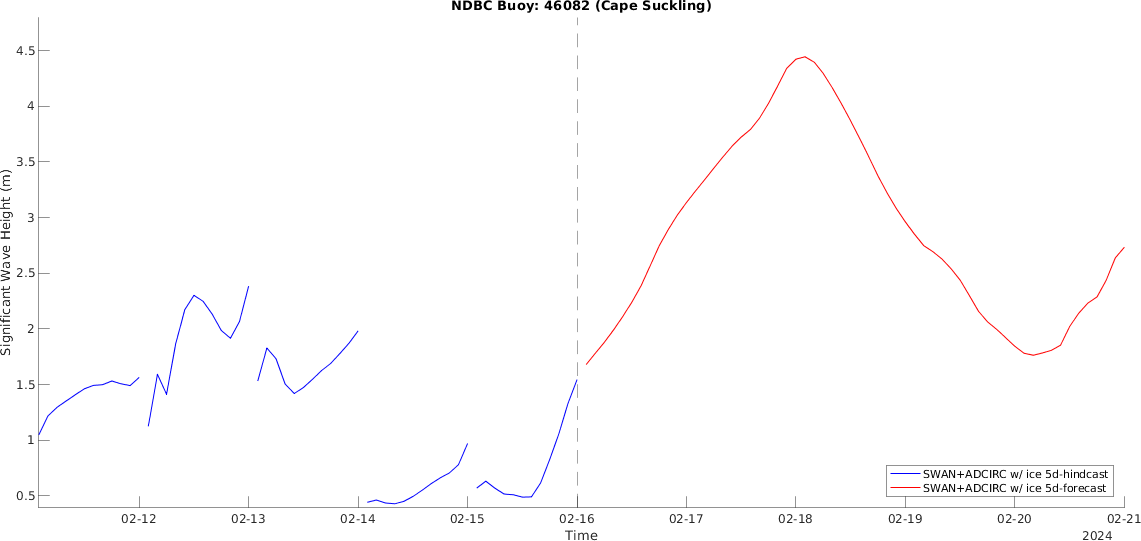 NDBC Buoy: 46082 (Cape Suckling)
Significant Wave Height (m)
4.5
4
3.5
3
2.5
2
1.5
1
0.5
SWAN+ADCIRC w/ ice 5d-hindcast
SWAN+ADCIRC w/ ice 5d-forecast
02-12 02-13 02-14 02-15 02-16 02-17 02-18 02-19 02-20 02-21
Time
2024